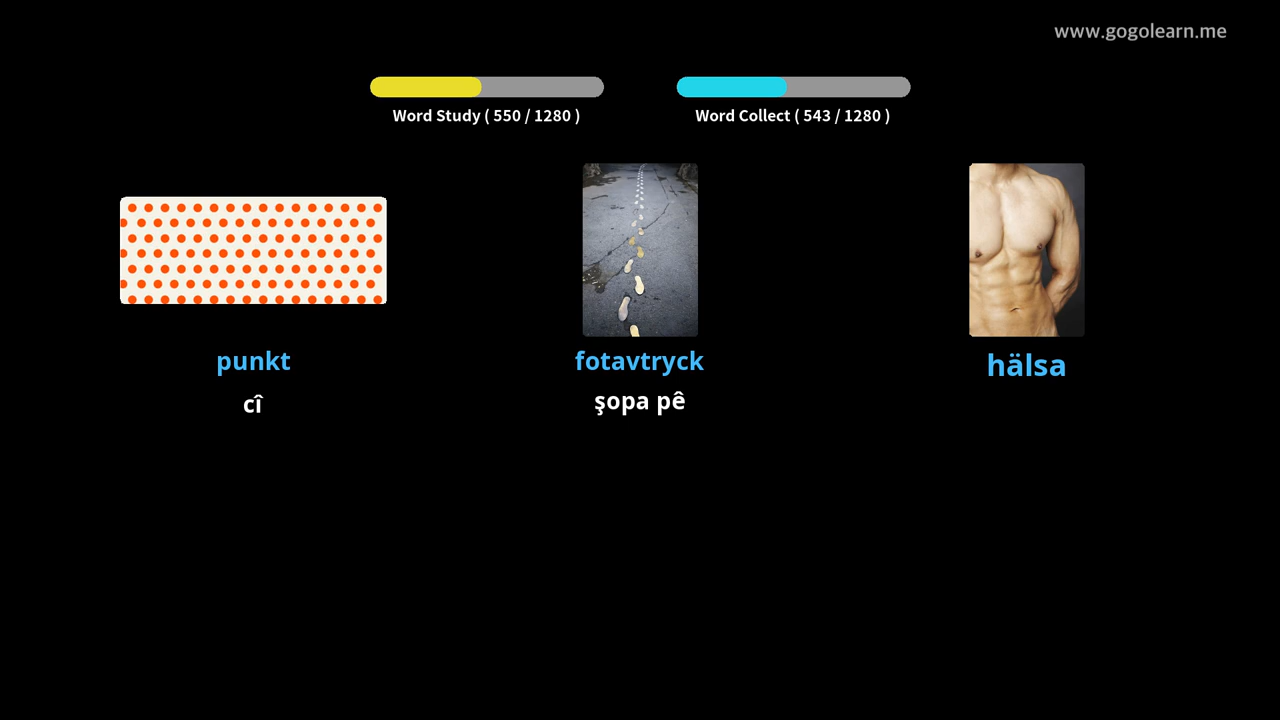 www.gogolearn.me
Word Study ( 550 / 1280 )
Word Collect ( 543 / 1280 )
punkt
fotavtryck
hälsa
cî
şopa pê